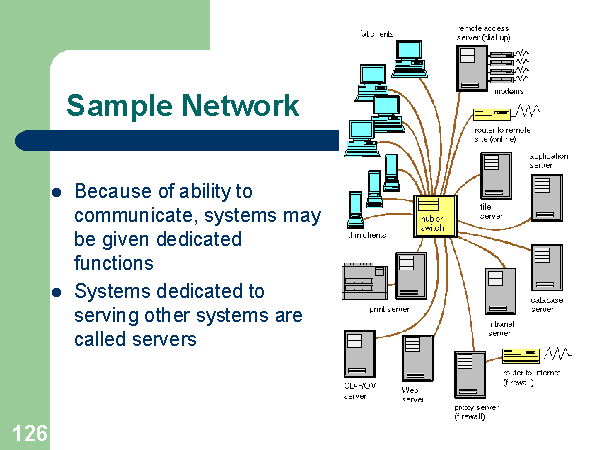 Sample Network
Because of ability to
communicate, systems may
be given dedicated
functions
Systems dedicated to
serving other systems are
called servers
126
fat clients
remote access
server (dial up)
modems
router to remote
site (online)
application
server
file
server
hub or
switch
thin clients
print server
database
server
intranet
server
CD-ROM
server
Web
server
proxy server
(firewall)
router to internet
(firewall)